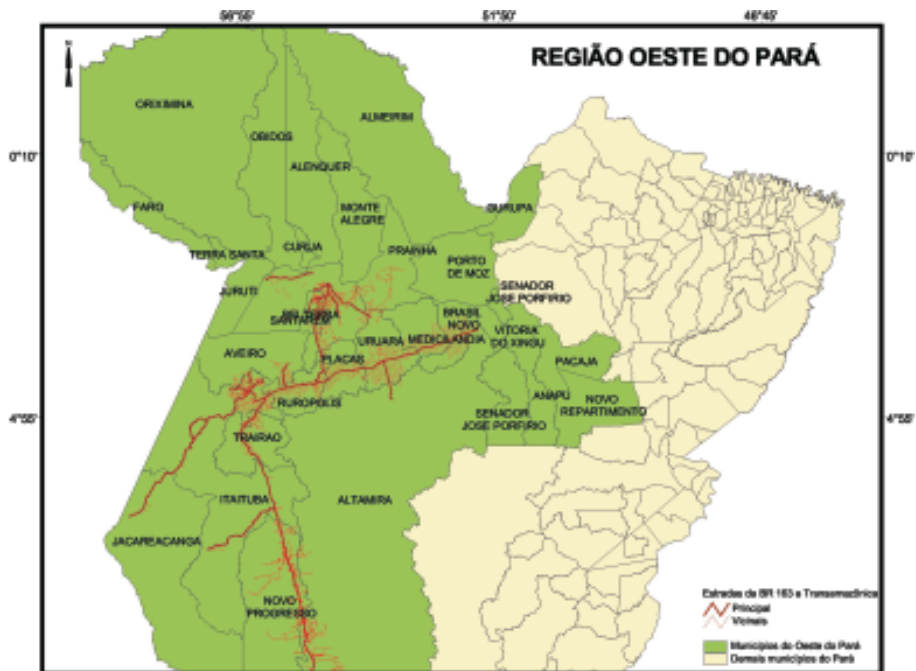 56°55' 51°50' 46°45'
N
REGIÃO OESTE DO PARÁ
ORIXIMINA
ALMEIRIM
OBIDOS
0°10' 0°10'
ALENQUER
FARO
MONTE
ALEGRE
GURUPA
CURUA
TERRA SANTA
PRAINHA
PORTO
DE MOZ
JURUTI
SENADOR
JOSE PORFIRIO
SANTAREM
BRASIL
NOVO
VITORIA
DO XINGU
URUARÁ
MEDICILANDIA
AVEIRO
PLACAS
PACAJA
RUROPOLIS
ANAPÚ
NOVO
REPARTIMENTO
SENADOR
JOSE PORFIRIO
4°55' 4°55'
TRAIRAO
ITAITUBA
ALTAMIRA
JACAREACANGA
NOVO
PROGRESSO
Estradas da BR 163 e Transamazônica
Principal
Vicinais
Municípios do Oeste do Pará
Demais municípios do Pará